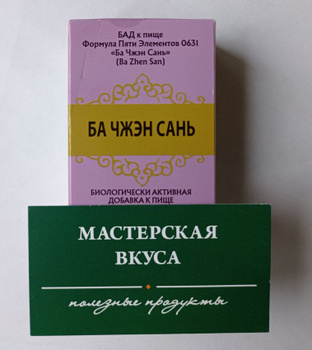 БАД к пище
Формула Пяти Элементов 0631
«Ба Чжэн Сань»
(Ba Zhen San)
БА ЧЖЭН САНЬ
БИОЛОГИЧЕСКИ АКТИВНАЯ
ДОБАВКА К ПИЩЕ
МАСТЕРСКАЯ
ВКУСА
полезные продукты